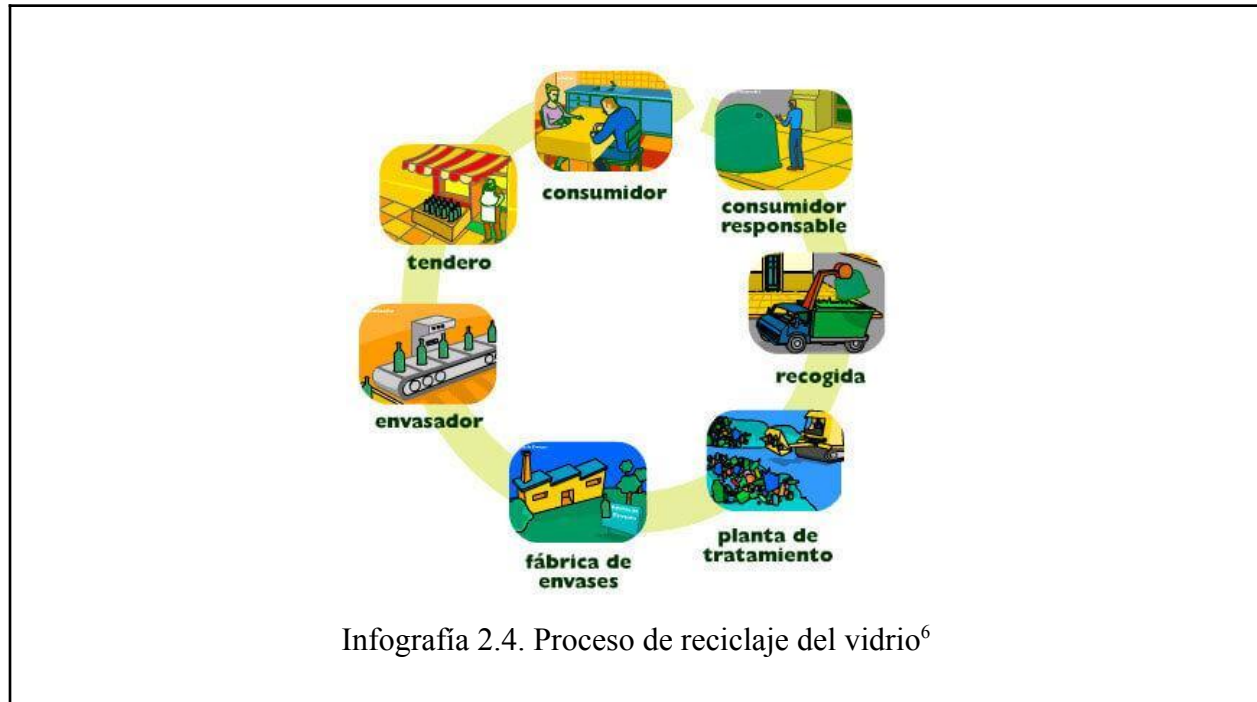 consumidor
consumidor
responsable
tendero
recogida
envasador
planta de
tratamiento
fábrica de
envases
Infografía 2.4. Proceso de reciclaje del vidrio⁶